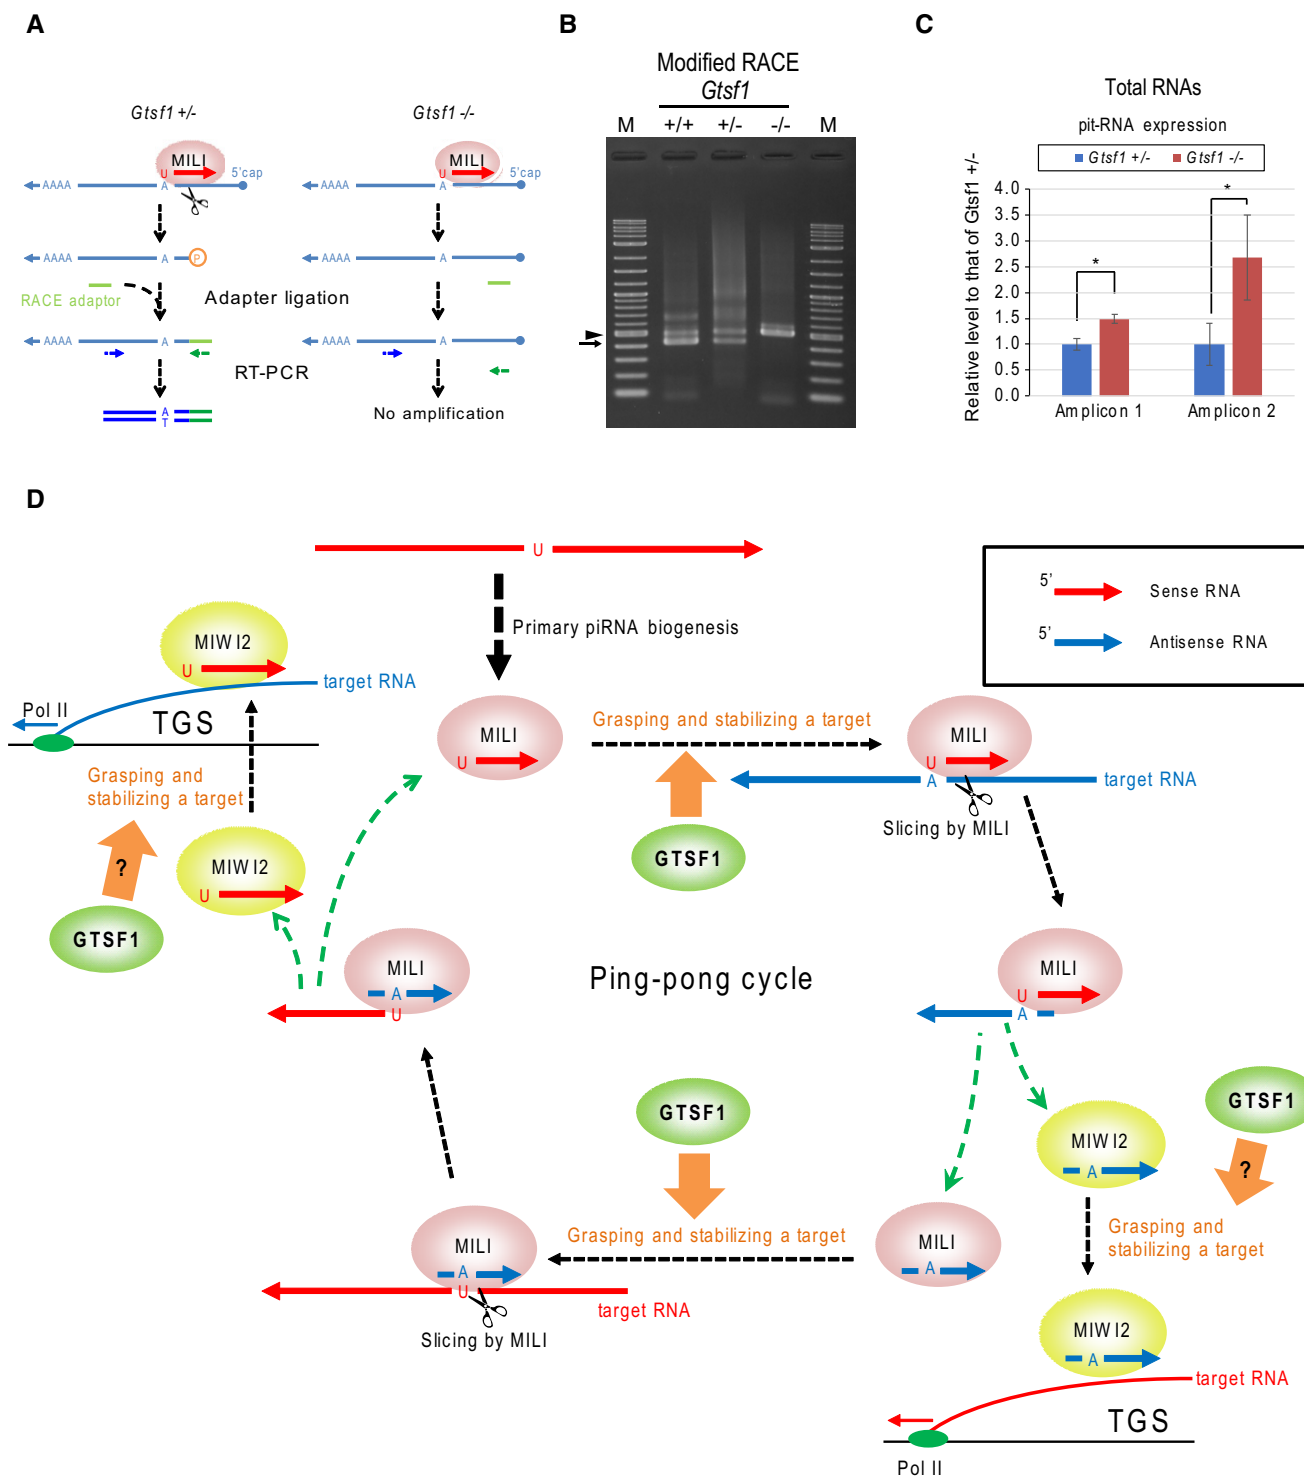 A
Gtsf1 +/-
Gtsf1 -/-
MILI
U
AAAA
A
5'cap
MILI
U
AAAA
A
5'cap
AAAA
A
P
AAAA
A
RACE adaptor
Adapter ligation
AAAA
A
AAAA
A
RT-PCR
A
T
No amplification
B
Modified RACE
Gtsf1
M +/+ +/- -/- M
C
Total RNAs
pit-RNA expression
Gtsf1 +/- Gtsf1 -/-
Relative level to that of Gtsf1 +/-
4.0
3.5
3.0
2.5
2.0
1.5
1.0
0.5
0.0
*
*
Amplicon 1 Amplicon 2
D
U
Primary piRNA biogenesis
5' Sense RNA
5' Antisense RNA
MIWI2
U
target RNA
Pol II
TGS
Grasping and
stabilizing a target
?
GTSF1
MIWI2
U
MILI
U
Grasping and stabilizing a target
GTSF1
MILI
U
A
target RNA
Slicing by MILI
MILI
A
U
Ping-pong cycle
MILI
U
A
GTSF1
Grasping and stabilizing a target
MILI
A
U
target RNA
Slicing by MILI
MILI
A
MIWI2
A
GTSF1
?
Grasping and
stabilizing a target
MIWI2
A
target RNA
TGS
Pol II